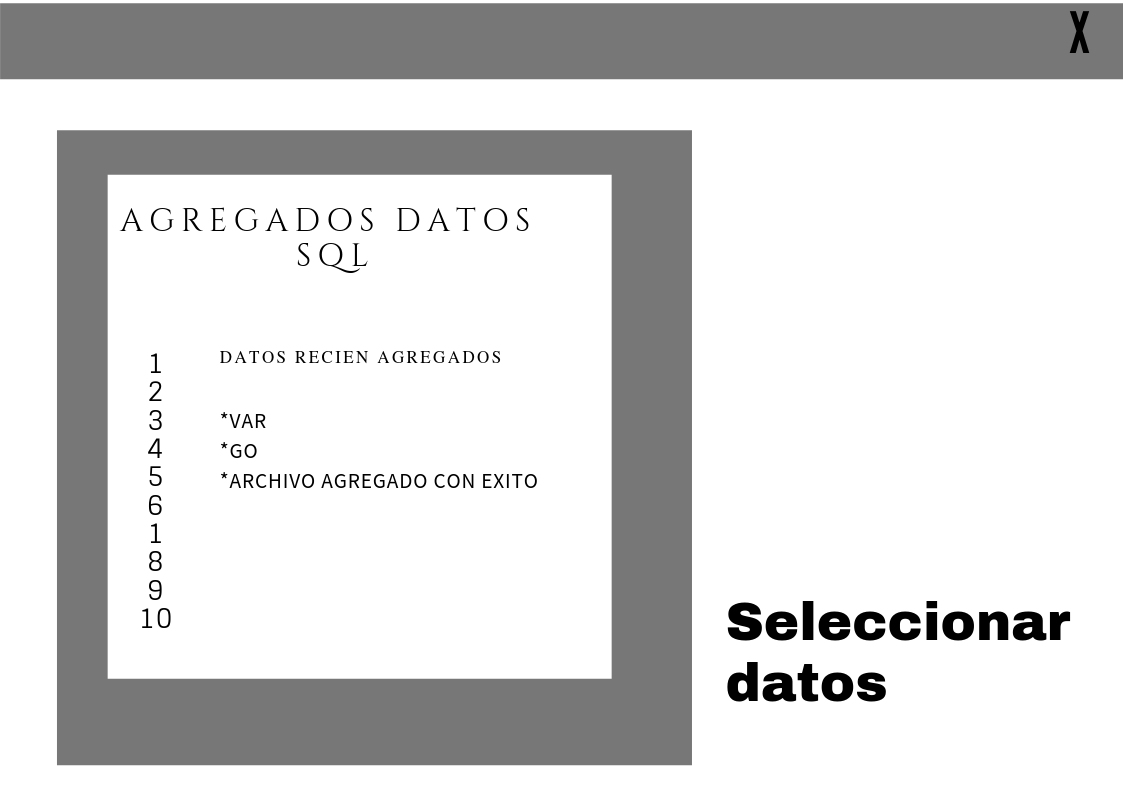 X
AGREGADOS DATOS
SQL
DATOS RECIEN AGREGADOS
1
2
3 *VAR
4 *GO
5 *ARCHIVO AGREGADO CON EXITO
6
1
8
9
10
Seleccionar
datos